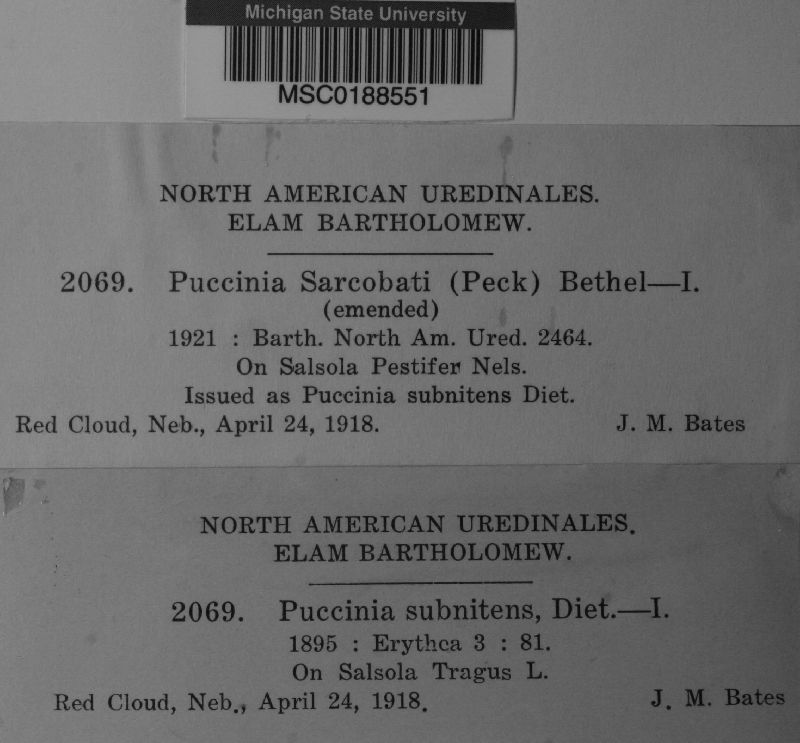 Michigan State University
MSC0188551
NORTH AMERICAN UREDINALES.
ELAM BARTHOLOMEW.
2069. Puccinia Sarcobati (Peck) Bethel—I.
(emended)
1921 : Barth. North Am. Ured. 2464.
On Salsola Pestifer Nels.
Issued as Puccinia subnitens Diet.
Red Cloud, Neb., April 24, 1918. J. M. Bates
NORTH AMERICAN UREDINALES.
ELAM BARTHOLOMEW.
2069. Puccinia subnitens, Diet.—I.
1895 : Erythea 3 : 81.
On Salsola Tragus L.
Red Cloud, Neb., April 24, 1918. J. M. Bates